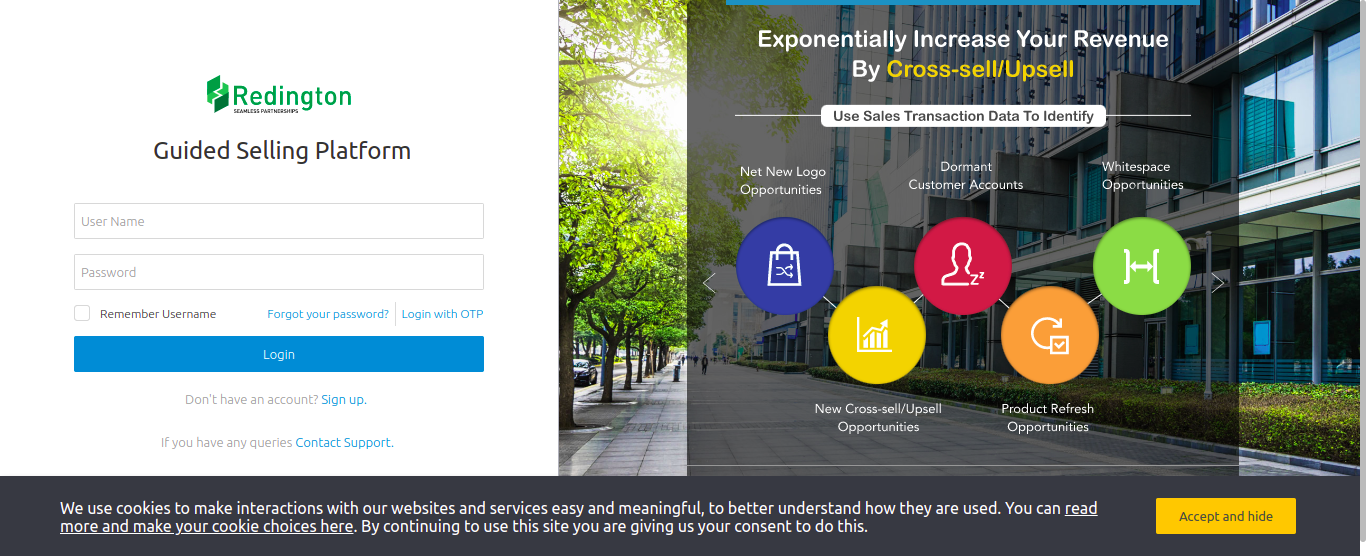 Redington
SEAMLESS PARTNERSHIPS
Guided Selling Platform
User Name
Password
Remember Username
Forgot your password?
Login with OTP
Login
Don't have an account? Sign up.
If you have any queries Contact Support.
Exponentially Increase Your Revenue
By Cross-sell/Upsell
Use Sales Transaction Data To Identify
Net New Logo
Opportunities
Dormant
Customer Accounts
Whitespace
Opportunities
Zz
New Cross-sell/Upsell
Opportunities
Product Refresh
Opportunities
We use cookies to make interactions with our websites and services easy and meaningful, to better understand how they are used. You can read
more and make your cookie choices here. By continuing to use this site you are giving us your consent to do this.
Accept and hide